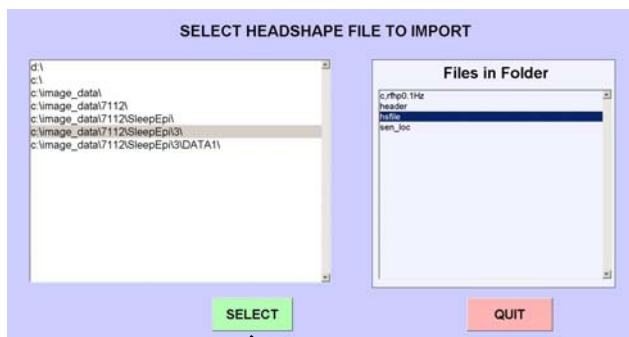 SELECT HEADSHAPE FILE TO IMPORT
d:\
c:\
c:\image_data\
c:\image_data\7112\
c:\image_data\7112\SleepEpi\
c:\image_data\7112\SleepEpi\3\
c:\image_data\7112\SleepEpi\3\DATA1\
Files in Folder
c,rfhp0.1Hz
header
hsfile
sen_loc
SELECT
QUIT